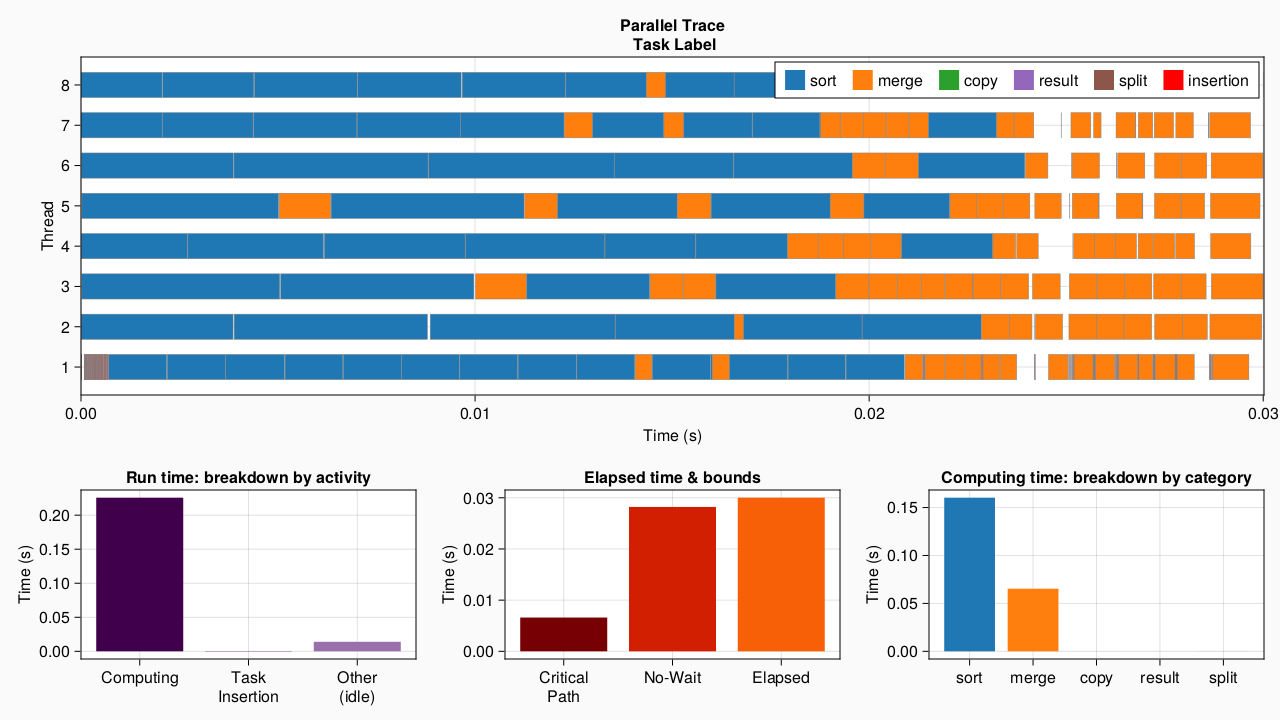 Parallel Trace
Task Label
sort merge copy result split insertion
8
7
6
5
4
3
2
1
Thread
0.00 0.01 0.02 0.03
Time (s)
Run time: breakdown by activity
0.20
0.15
0.10
0.05
0.00
Time (s)
Computing Task Insertion Other (idle)
Elapsed time & bounds
0.03
0.02
0.01
0.00
Time (s)
Critical Path No-Wait Elapsed
Computing time: breakdown by category
0.15
0.10
0.05
0.00
Time (s)
sort merge copy result split